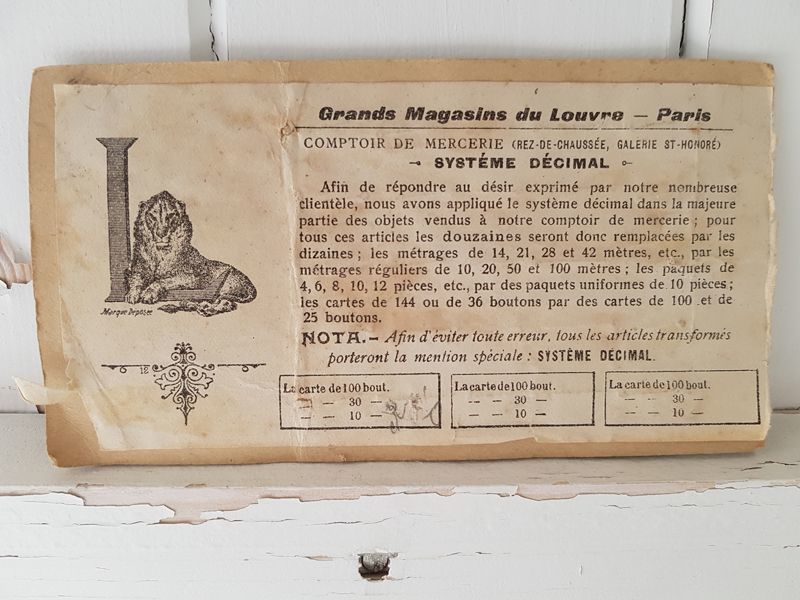 Grands Magasins du Louvre — Paris
COMPTOIR DE MERCERIE (REZ-DE-CHAUSSÉE, GALERIE ST-HONORÉ)
SYSTÉME DÉCIMAL
Afin de répondre au désir exprimé par notre nombreuse
clientèle, nous avons appliqué le système décimal dans la majeure
partie des objets vendus à notre comptoir de mercerie ; pour
tous ces articles les douzaines seront donc remplacées par les
dizaines ; les métrages de 14, 21, 28 et 42 mètres, etc., par les
métrages réguliers de 10, 20, 50 et 100 mètres ; les paquets de
4, 6, 8, 10, 12 pièces, etc., par des paquets uniformes de 10 pièces ;
les cartes de 144 ou de 36 boutons par des cartes de 100 et de
25 boutons.
NOTA. — Afin d'éviter toute erreur, tous les articles transformés
porteront la mention spéciale : SYSTÈME DÉCIMAL.
L
Marque Déposée
12
La carte de 100 bout.
— — 30 —
— — 10 —
La carte de 100 bout.
— — 30 —
— — 10 —
La carte de 100 bout.
— — 30 —
— — 10 —